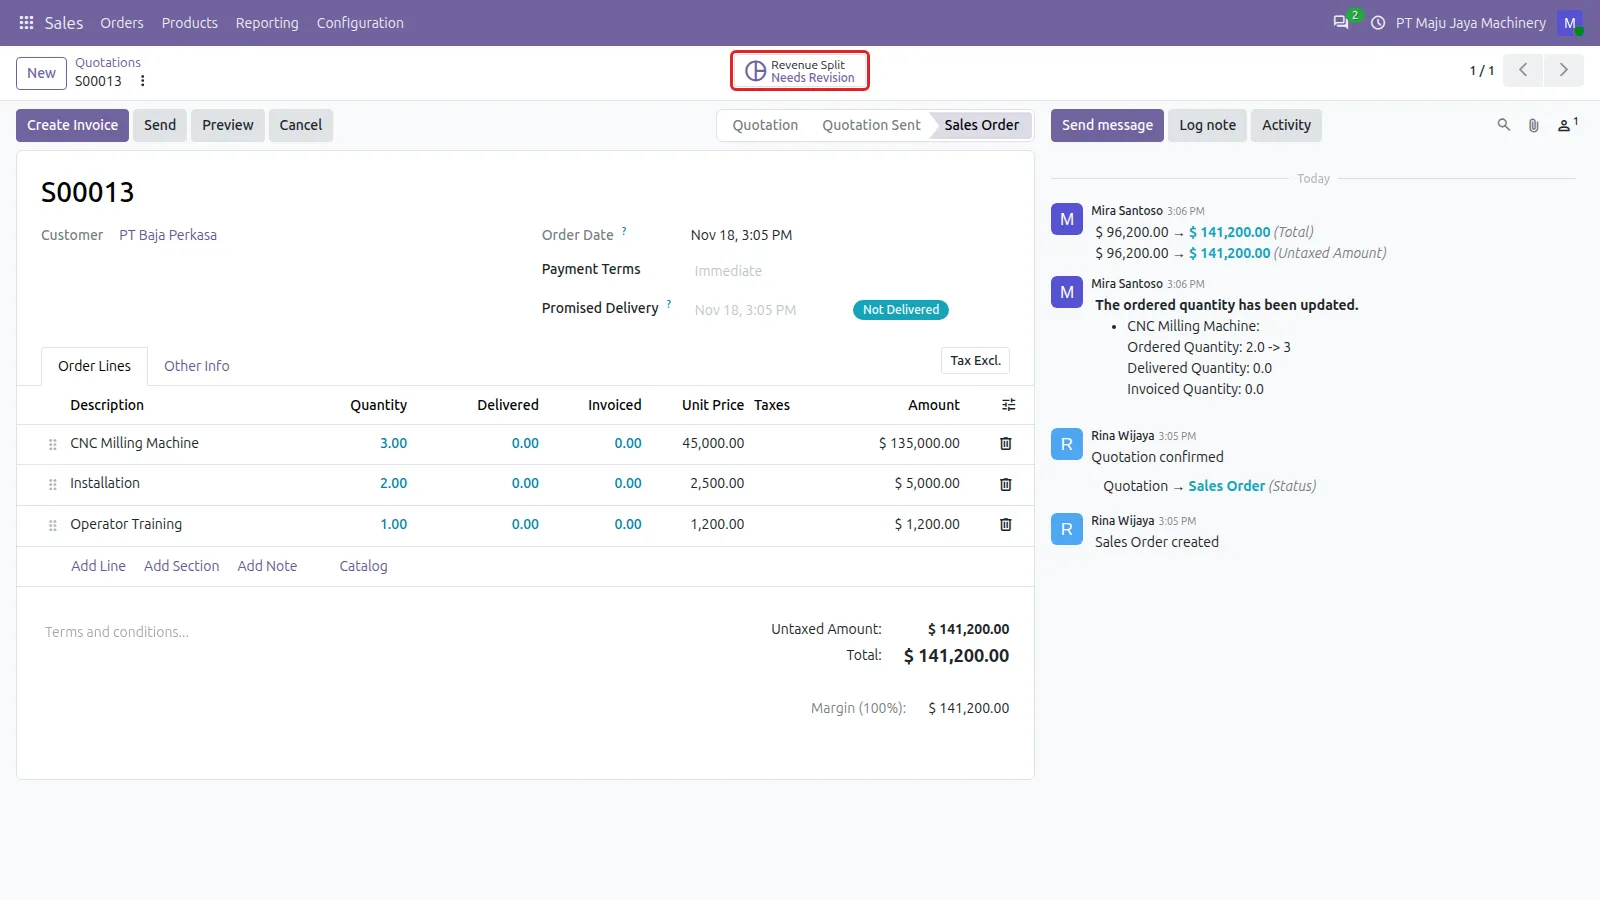 Sales Orders Products Reporting Configuration
2 PT Maju Jaya Machinery M
New
Quotations
S00013
Revenue Split
Needs Revision
1 / 1
Create Invoice Send Preview Cancel
Quotation Quotation Sent Sales Order
Send message Log note Activity
1
S00013
Customer PT Baja Perkasa
Order Date ? Nov 18, 3:05 PM
Payment Terms Immediate
Promised Delivery ? Nov 18, 3:05 PM Not Delivered
Order Lines Other Info Tax Excl.
Description Quantity Delivered Invoiced Unit Price Taxes Amount
CNC Milling Machine 3.00 0.00 0.00 45,000.00 $ 135,000.00
Installation 2.00 0.00 0.00 2,500.00 $ 5,000.00
Operator Training 1.00 0.00 0.00 1,200.00 $ 1,200.00
Add Line Add Section Add Note Catalog
Terms and conditions...
Untaxed Amount: $ 141,200.00
Total: $ 141,200.00
Margin (100%): $ 141,200.00
Today
M
Mira Santoso 3:06 PM
$ 96,200.00 → $ 141,200.00 (Total)
$ 96,200.00 → $ 141,200.00 (Untaxed Amount)
M
Mira Santoso 3:06 PM
The ordered quantity has been updated.
• CNC Milling Machine:
Ordered Quantity: 2.0 -> 3
Delivered Quantity: 0.0
Invoiced Quantity: 0.0
R
Rina Wijaya 3:05 PM
Quotation confirmed
Quotation → Sales Order (Status)
R
Rina Wijaya 3:05 PM
Sales Order created